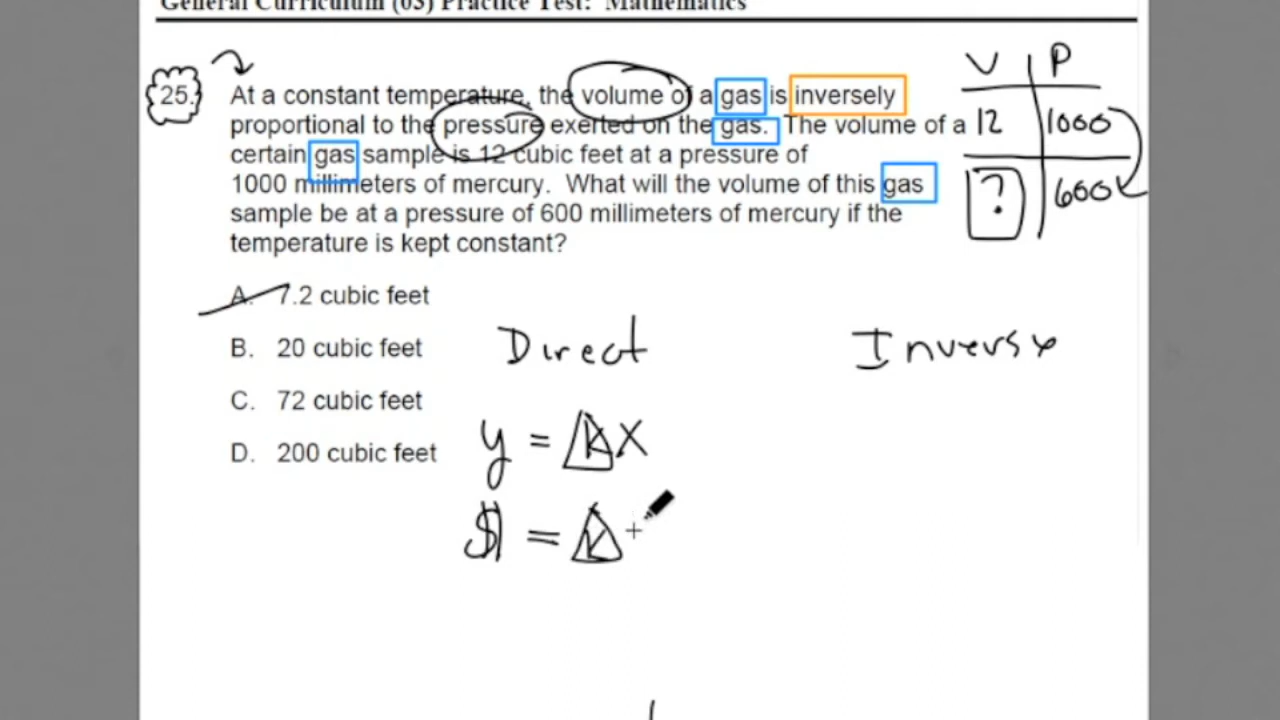 General Curriculum (03) Practice Test: Mathematics
25. At a constant temperature, the volume of a gas is inversely
proportional to the pressure exerted on the gas. The volume of a
certain gas sample is 12 cubic feet at a pressure of
1000 millimeters of mercury. What will the volume of this gas
sample be at a pressure of 600 millimeters of mercury if the
temperature is kept constant?
V P
12 1000
? 600
A. 7.2 cubic feet
B. 20 cubic feet
C. 72 cubic feet
D. 200 cubic feet
Direct
Inverse
y = kx
$ = k